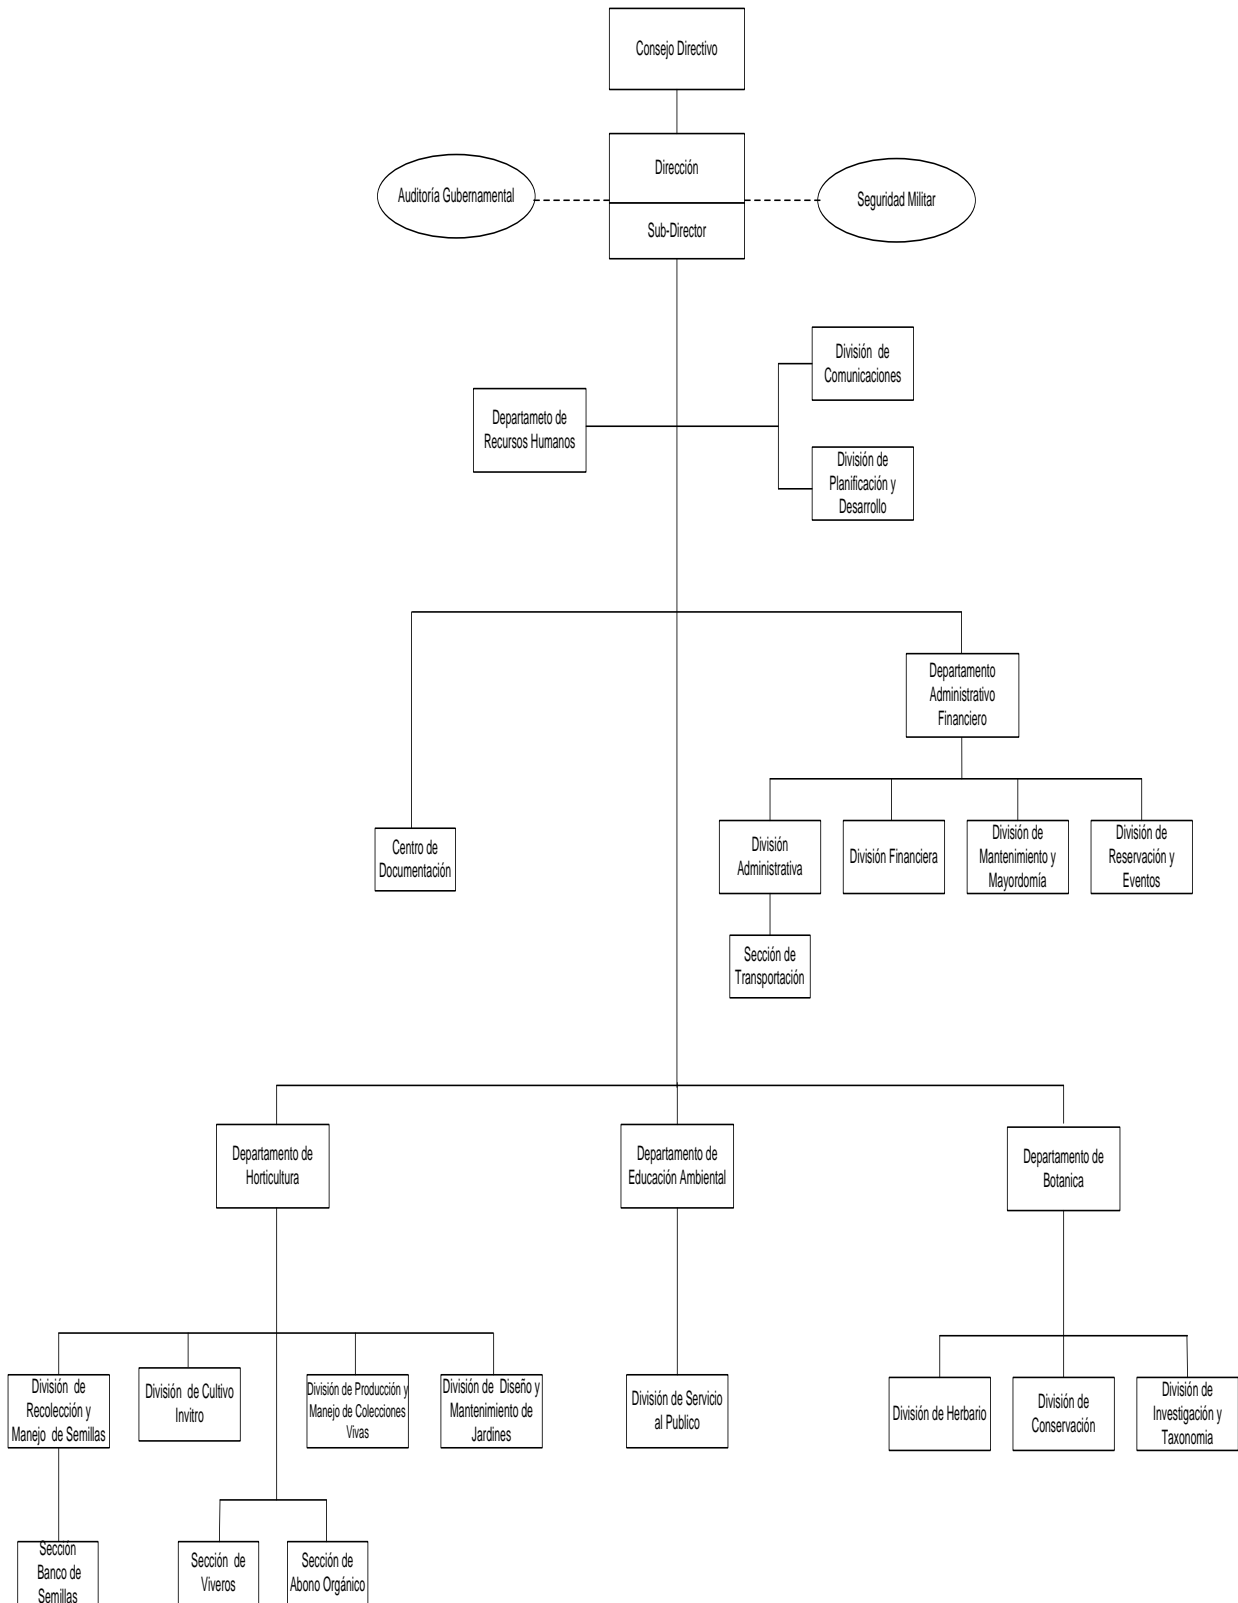 Consejo Directivo
Dirección
Auditoría Gubernamental
Seguridad Militar
Sub-Director
División de
Comunicaciones
Departameto de
Recursos Humanos
División de
Planificación y
Desarrollo
Departamento
Administrativo
Financiero
Centro de
Documentación
División
Administrativa
División Financiera
División de
Mantenimiento y
Mayordomía
División de
Reservación y
Eventos
Sección de
Transportación
Departamento de
Horticultura
Departamento de
Educación Ambiental
Departamento de
Botanica
División de
Recolección y
Manejo de Semillas
División de Cultivo
Invitro
División de Producción y
Manejo de Colecciones
Vivas
División de Diseño y
Mantenimiento de
Jardines
División de Servicio
al Publico
División de Herbario
División de
Conservación
División de
Investigación y
Taxonomia
Sección
Banco de
Semillas
Sección de
Viveros
Sección de
Abono Orgánico